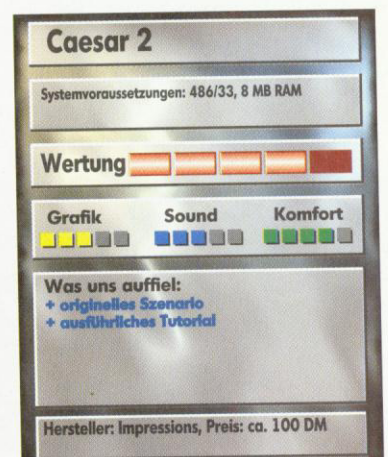 Caesar 2
Systemvoraussetzungen: 486/33, 8 MB RAM
Wertung
Grafik Sound Komfort
Was uns auffiel:
+ originelles Szenario
+ ausführliches Tutorial
Hersteller: Impressions, Preis: ca. 100 DM